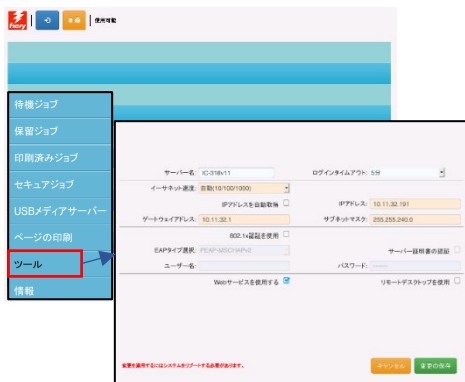 fiery
使用可能
待機ジョブ
保留ジョブ
印刷済みジョブ
セキュアジョブ
USBメディアサーバー
ページの印刷
ツール
情報
サーバー名: IC-318v11 ログインタイムアウト: 5分
イーサネット速度: 自動(10/100/1000)
IPアドレスを自動取得 IPアドレス: 10.11.32.191
ゲートウェイアドレス: 10.11.32.1 サブネットマスク: 255.255.240.0
802.1x認証を使用
EAPタイプ選択: PEAP-MSCHAPv2 サーバー証明書の認証
ユーザー名: パスワード:
Webサービスを使用する リモートデスクトップを使用
変更を適用するにはシステムをリブートする必要があります。 キャンセル 変更の保存